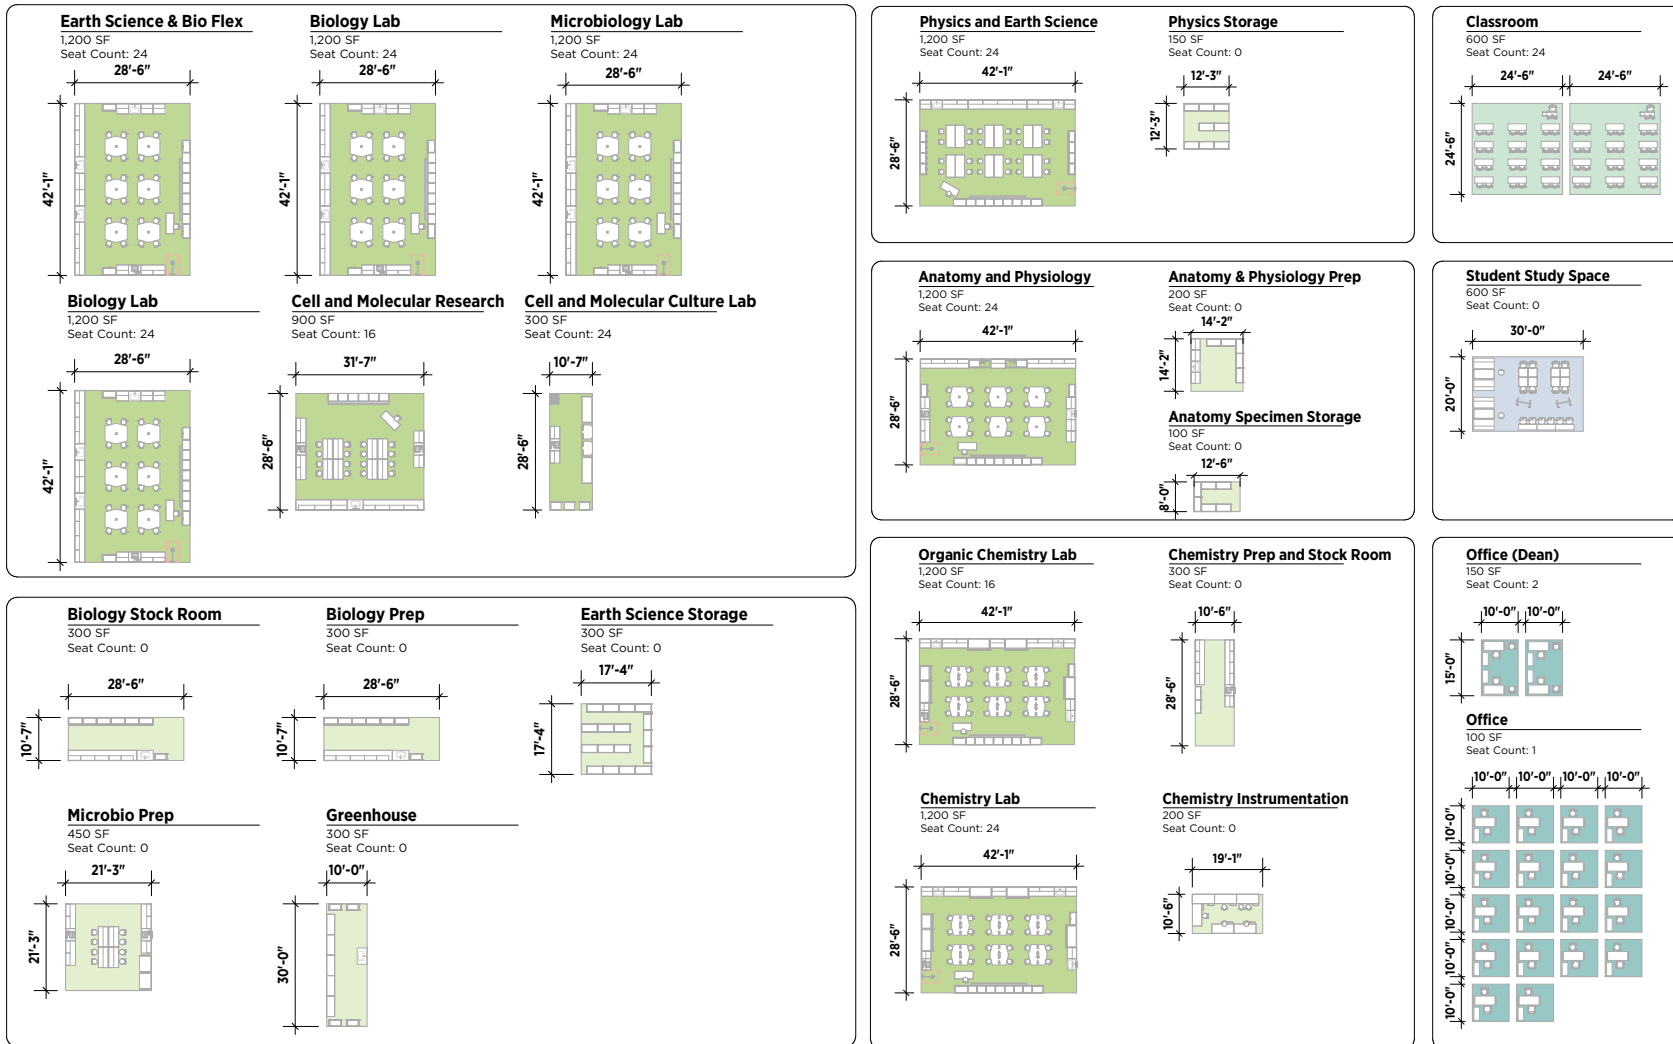 Earth Science & Bio Flex
1,200 SF
Seat Count: 24
28'-6"
42'-1"
Biology Lab
1,200 SF
Seat Count: 24
28'-6"
42'-1"
Microbiology Lab
1,200 SF
Seat Count: 24
28'-6"
42'-1"
Biology Lab
1,200 SF
Seat Count: 24
28'-6"
42'-1"
Cell and Molecular Research
900 SF
Seat Count: 16
31'-7"
28'-6"
Cell and Molecular Culture Lab
300 SF
Seat Count: 24
10'-7"
28'-6"
Biology Stock Room
300 SF
Seat Count: 0
28'-6"
10'-7"
Biology Prep
300 SF
Seat Count: 0
28'-6"
10'-7"
Earth Science Storage
300 SF
Seat Count: 0
17'-4"
17'-4"
Microbio Prep
450 SF
Seat Count: 0
21'-3"
21'-3"
Greenhouse
300 SF
Seat Count: 0
10'-0"
30'-0"
Physics and Earth Science
1,200 SF
Seat Count: 24
42'-1"
28'-6"
Physics Storage
150 SF
Seat Count: 0
12'-3"
12'-3"
Anatomy and Physiology
1,200 SF
Seat Count: 24
42'-1"
28'-6"
Anatomy & Physiology Prep
200 SF
Seat Count: 0
14'-2"
14'-2"
Anatomy Specimen Storage
100 SF
Seat Count: 0
12'-6"
8'-0"
Organic Chemistry Lab
1,200 SF
Seat Count: 16
42'-1"
28'-6"
Chemistry Prep and Stock Room
300 SF
Seat Count: 0
10'-6"
28'-6"
Chemistry Lab
1,200 SF
Seat Count: 24
42'-1"
28'-6"
Chemistry Instrumentation
200 SF
Seat Count: 0
19'-1"
10'-6"
Classroom
600 SF
Seat Count: 24
24'-6" 24'-6"
24'-6"
Student Study Space
600 SF
Seat Count: 0
30'-0"
20'-0"
Office (Dean)
150 SF
Seat Count: 2
10'-0" 10'-0"
15'-0"
Office
100 SF
Seat Count: 1
10'-0" 10'-0" 10'-0" 10'-0"
10'-0"
10'-0"
10'-0"
10'-0"
10'-0"